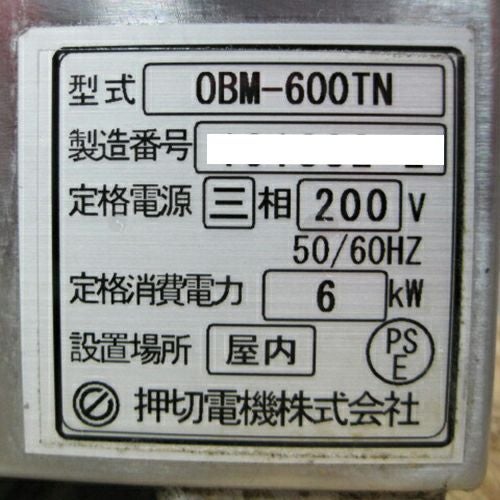 型式 OBM-600TN
製造番号
定格電源 三相 200 V
50/60HZ
定格消費電力 6 kW
設置場所 屋内
PS
E
押切電機株式会社